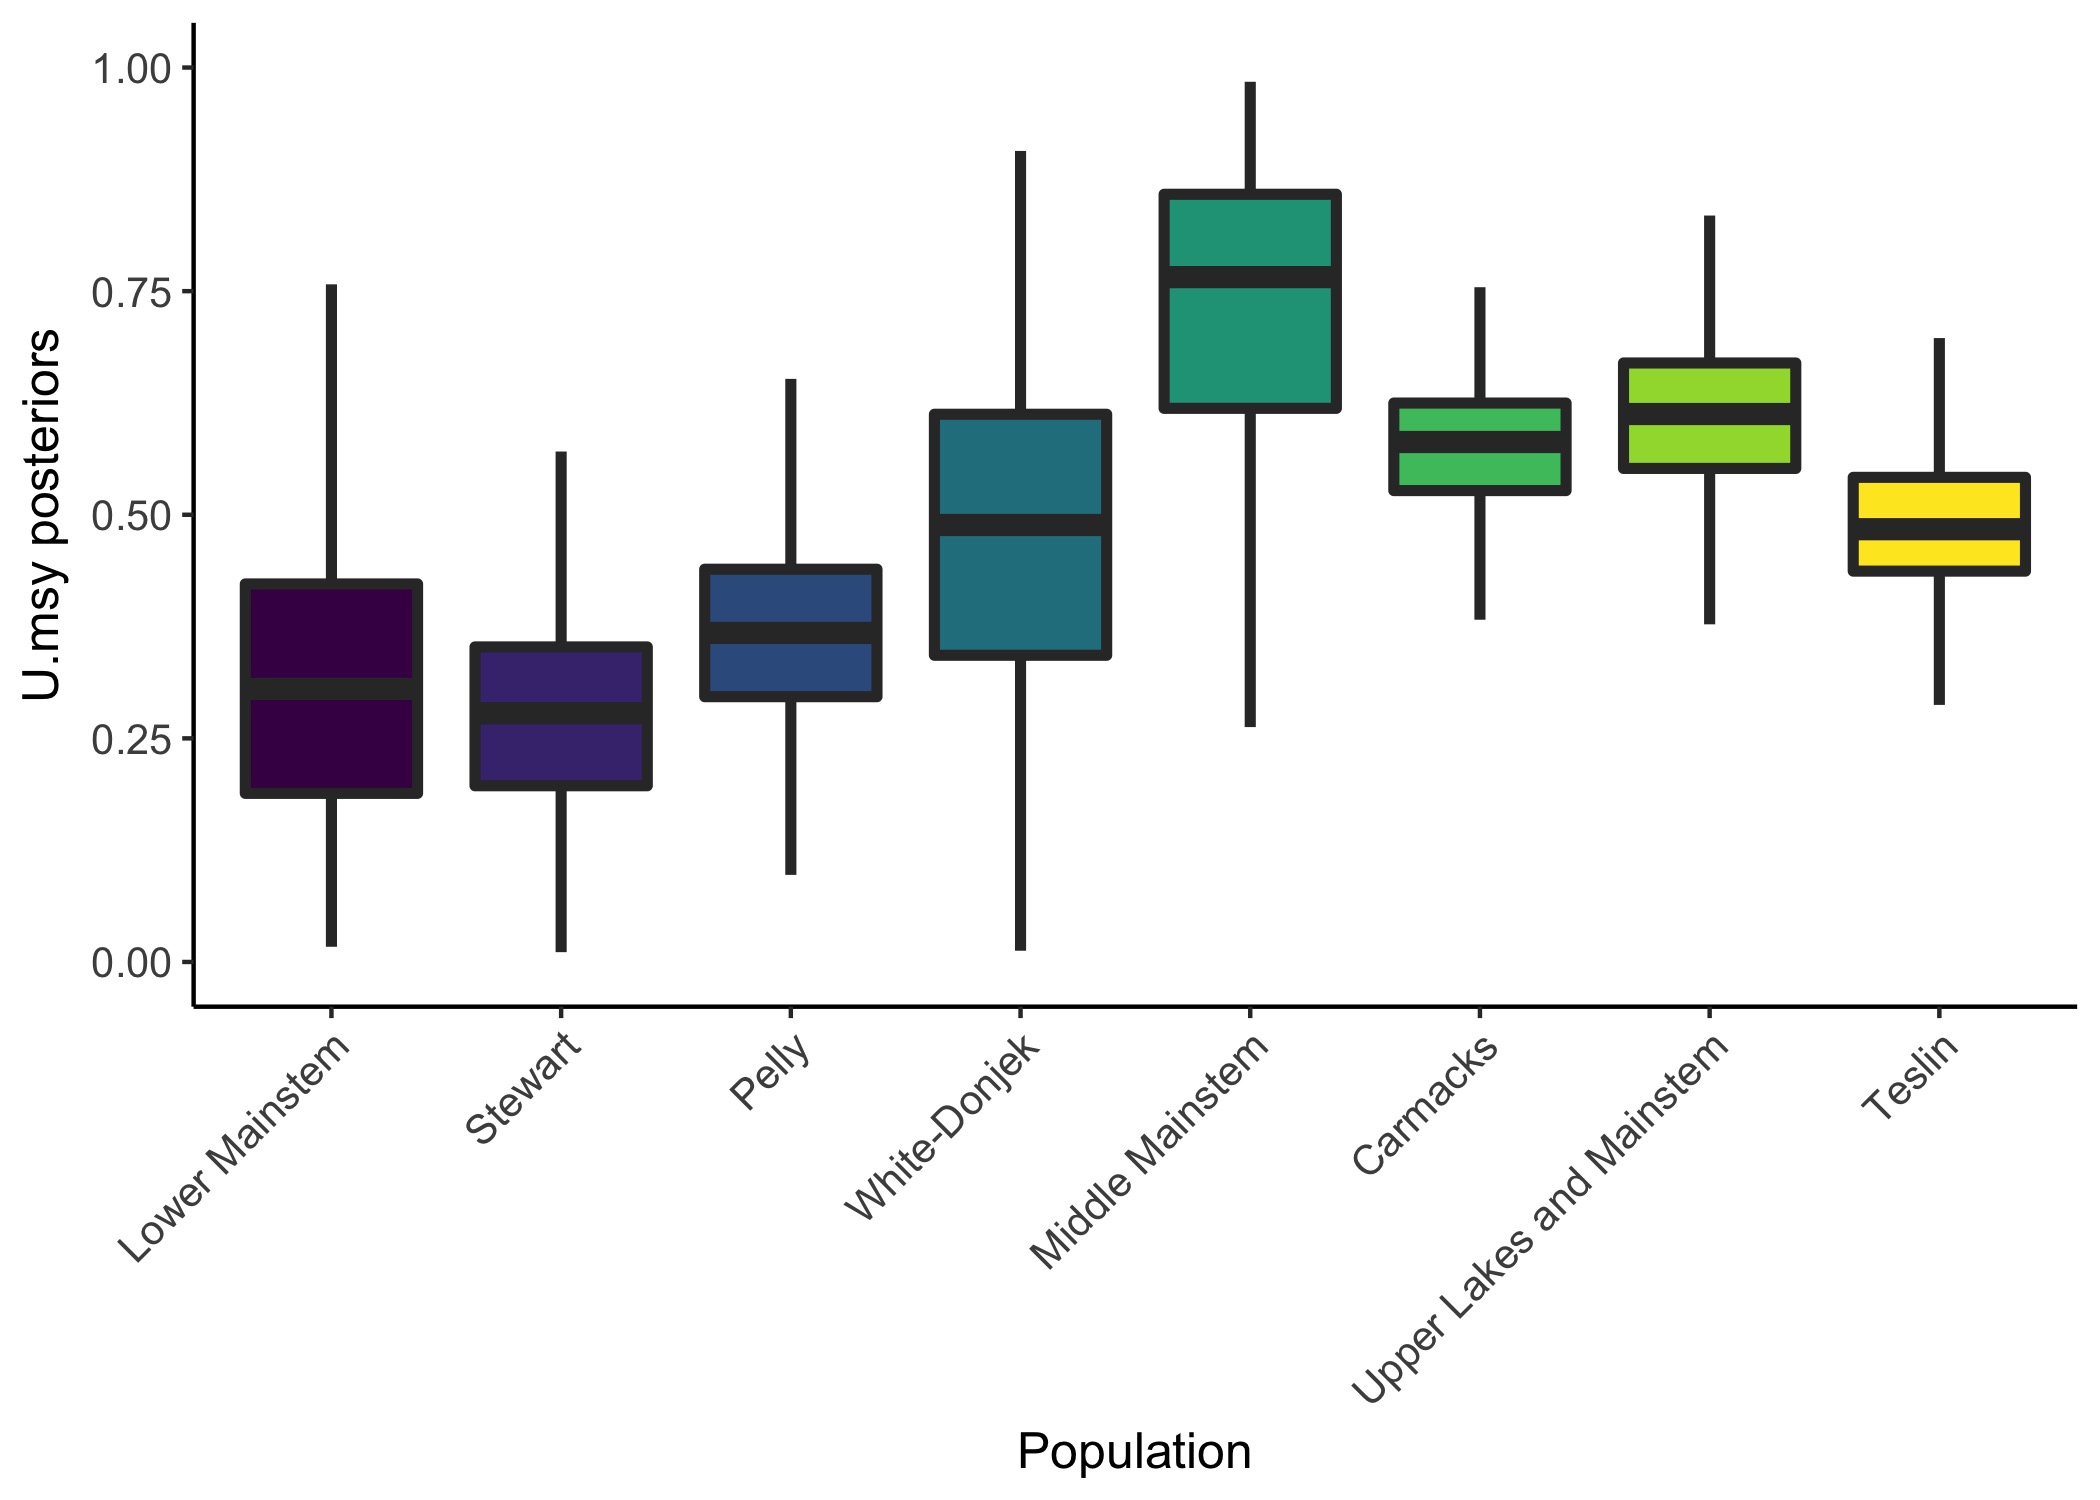 U.msy posteriors
1.00
0.75
0.50
0.25
0.00
Lower Mainstem
Stewart
Pelly
White-Donjek
Middle Mainstem
Carmacks
Upper Lakes and Mainstem
Teslin
Population